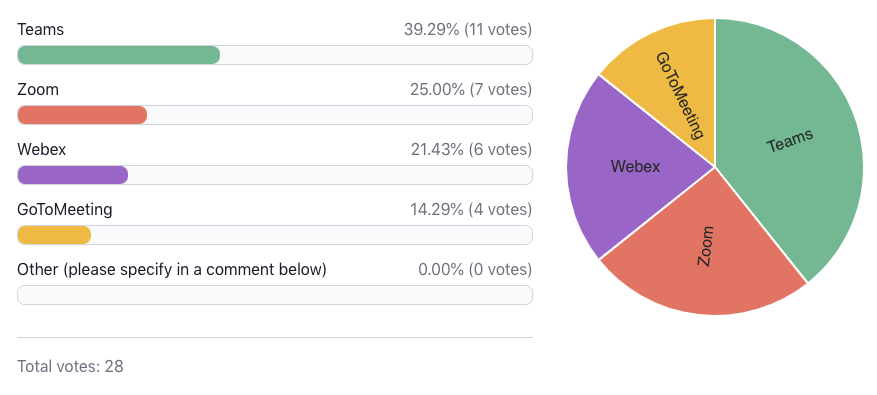 Teams 39.29% (11 votes)
Zoom 25.00% (7 votes)
Webex 21.43% (6 votes)
GoToMeeting 14.29% (4 votes)
Other (please specify in a comment below) 0.00% (0 votes)
Total votes: 28
GoToMeeting
Teams
Webex
Zoom